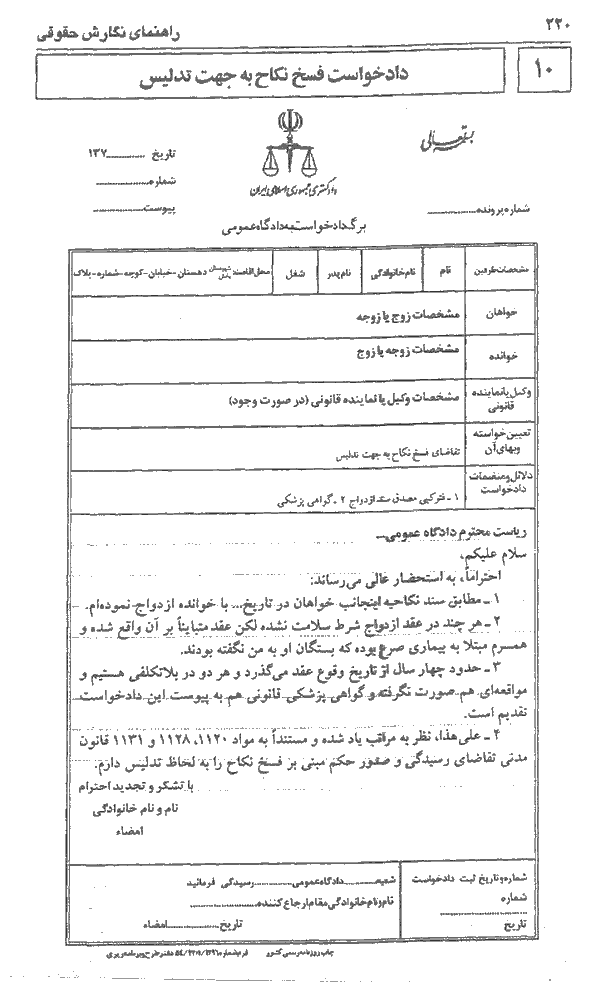 ۲۲۰
راهنمای نگارش حقوقی
۱۰
دادخواست فسخ نکاح به جهت تدلیس
بسمه تعالی
دادگستری جمهوری اسلامی ایران
تاریخ ............۱۳۷
شماره...............
پیوست...............
شماره پرونده...............
برگ دادخواست به دادگاه عمومی
مشخصات طرفین
نام
نام خانوادگی
نام پدر
شغل
محل اقامت شهرستان بخش دهستان - خیابان - کوچه - شماره - پلاک
خواهان
مشخصات زوج یا زوجه
خوانده
مشخصات زوجه یا زوج
وکیل یا نماینده قانونی
مشخصات وکیل یا نماینده قانونی (در صورت وجود)
تعیین خواسته وبهای آن
تقاضای فسخ نکاح به جهت تدلیس
دلائل و منضمات دادخواست
۱ - فتوکپی مصدق سند ازدواج ۲ - گواهی پزشکی
ریاست محترم دادگاه عمومی...
سلام علیکم،
احتراماً، به استحضار عالی می‌رساند:
۱ ـ مطابق سند نکاحیه اینجانب خواهان در تاریخ... با خوانده ازدواج نموده‌ام.
۲ ـ هر چند در عقد ازدواج شرط سلامت نشده لکن عقد متبایناً بر آن واقع شده و
همسرم مبتلا به بیماری صرع بوده که بستگان او به من نگفته بودند.
۳ ـ حدود چهار سال از تاریخ وقوع عقد می‌گذرد و هر دو در بلاتکلفی هستیم و
مواقعه‌ای هم صورت نگرفته و گواهی پزشکی قانونی هم به پیوست این دادخواست
تقدیم است.
۴ ـ علی‌هذا، نظر به مراتب یاد شده و مستنداً به مواد ۱۱۲۰، ۱۱۲۸ و ۱۱۳۱ قانون
مدنی تقاضای رسیدگی و صدور حکم مبنی بر فسخ نکاح را به لحاظ تدلیس دارم.
با تشکر و تجدید احترام
نام و نام خانوادگی
امضاء
شماره و تاریخ ثبت دادخواست
شماره
تاریخ
شعبه............دادگاه عمومی............رسیدگی فرمائید
نام و نام خانوادگی مقام ارجاع کننده...............
تاریخ............... امضاء
چاپ روزنامه رسمی کشور